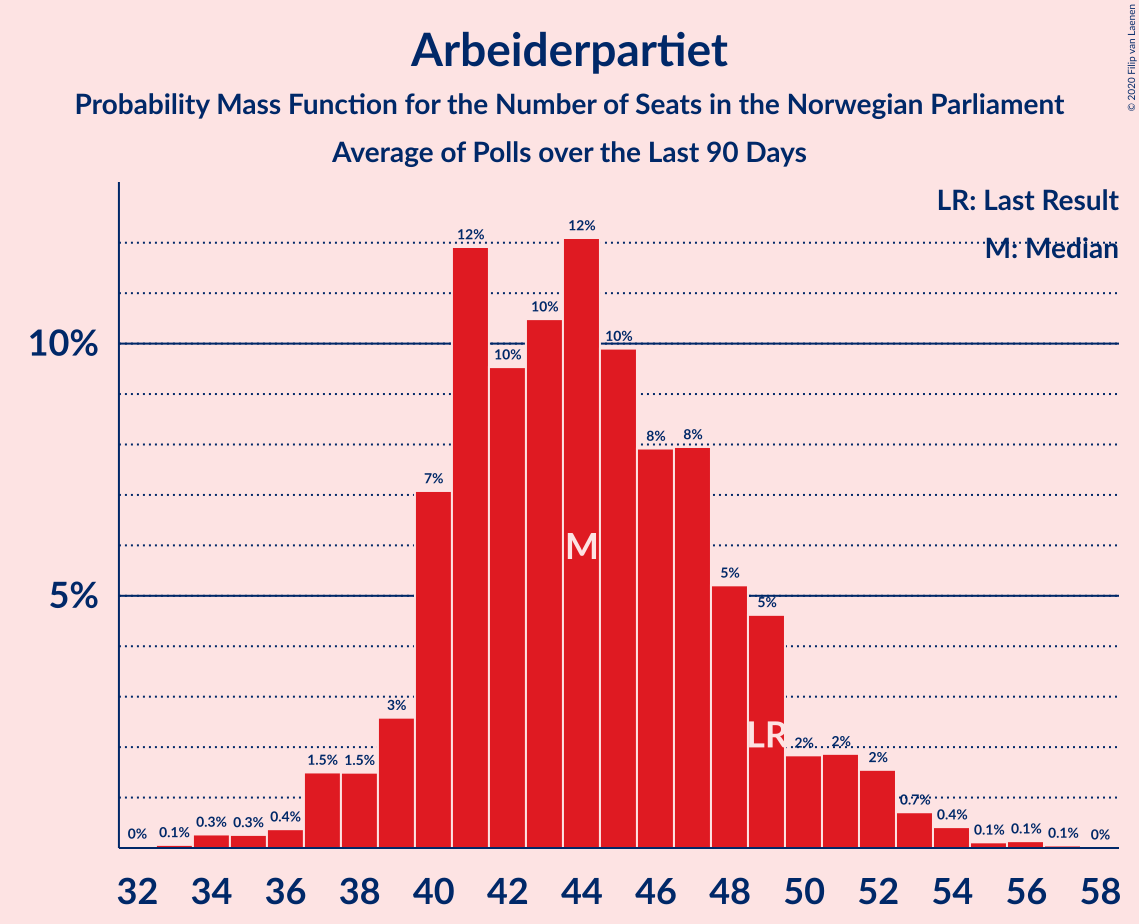 Arbeiderpartiet
Probability Mass Function for the Number of Seats in the Norwegian Parliament
Average of Polls over the Last 90 Days
© 2020 Filip van Laenen
LR: Last Result
M: Median
10%
5%
0% 0.1% 0.3% 0.3% 0.4% 1.5% 1.5% 3% 7% 12% 10% 10% 12% 10% 8% 8% 5% 5% 2% 2% 2% 0.7% 0.4% 0.1% 0.1% 0.1% 0%
M
LR
32 34 36 38 40 42 44 46 48 50 52 54 56 58